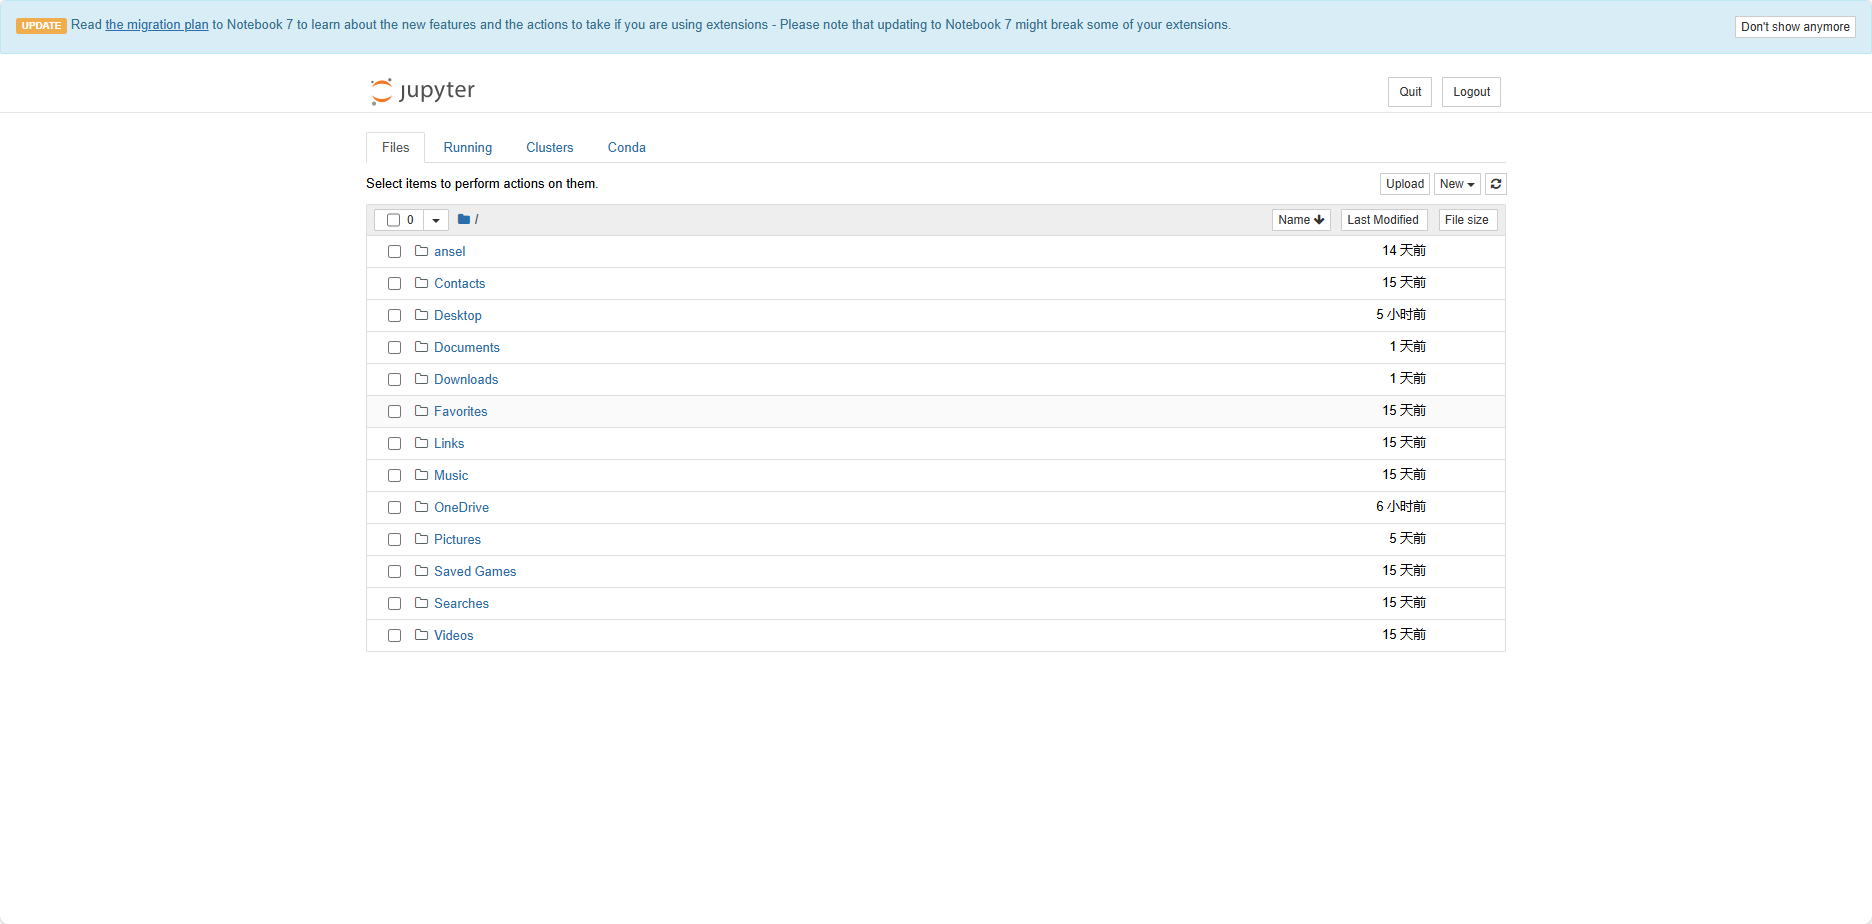 UPDATE Read the migration plan to Notebook 7 to learn about the new features and the actions to take if you are using extensions - Please note that updating to Notebook 7 might break some of your extensions. Don't show anymore
jupyter Quit Logout
Files Running Clusters Conda
Select items to perform actions on them. Upload New
0 / Name Last Modified File size
ansel 14 天前
Contacts 15 天前
Desktop 5 小时前
Documents 1 天前
Downloads 1 天前
Favorites 15 天前
Links 15 天前
Music 15 天前
OneDrive 6 小时前
Pictures 5 天前
Saved Games 15 天前
Searches 15 天前
Videos 15 天前